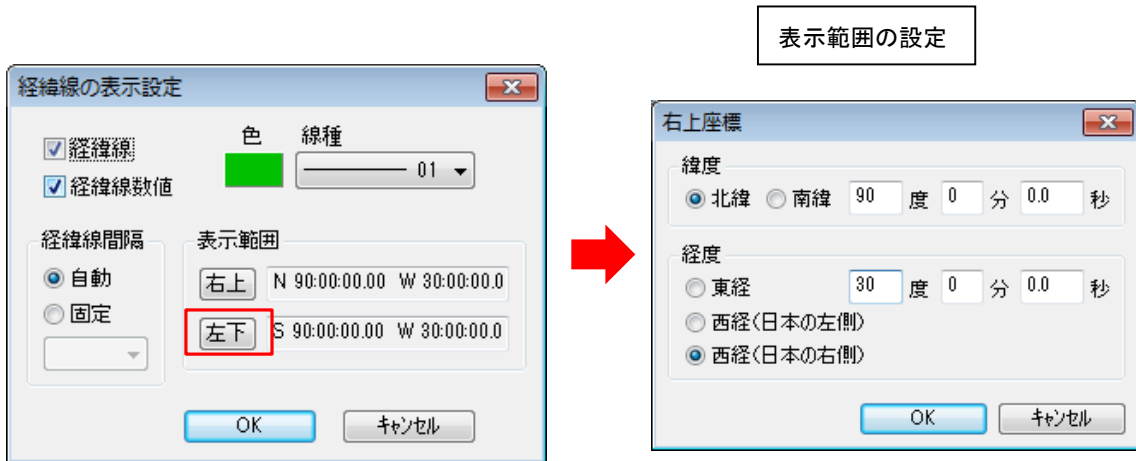 表示範囲の設定
経緯線の表示設定
経緯線
経緯線数値
色
線種
01
経緯線間隔
自動
固定
表示範囲
右上 N 90:00:00.00 W 30:00:00.0
左下 S 90:00:00.00 W 30:00:00.0
OK
キャンセル
右上座標
緯度
北緯 南緯 90 度 0 分 0.0 秒
経度
東経 30 度 0 分 0.0 秒
西経(日本の左側)
西経(日本の右側)
OK
キャンセル